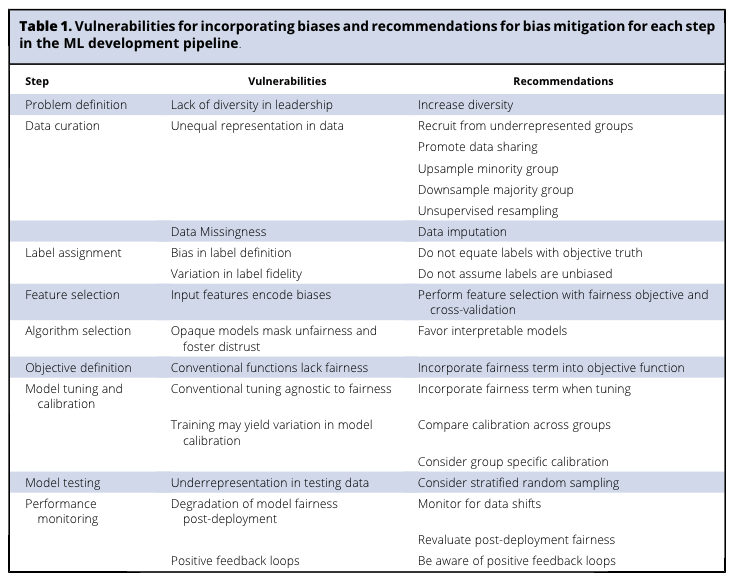 Table 1. Vulnerabilities for incorporating biases and recommendations for bias mitigation for each step
in the ML development pipeline.
Step Vulnerabilities Recommendations
Problem definition Lack of diversity in leadership Increase diversity
Data curation Unequal representation in data Recruit from underrepresented groups
Promote data sharing
Upsample minority group
Downsample majority group
Unsupervised resampling
Data Missingness Data imputation
Label assignment Bias in label definition Do not equate labels with objective truth
Variation in label fidelity Do not assume labels are unbiased
Feature selection Input features encode biases Perform feature selection with fairness objective and
cross-validation
Algorithm selection Opaque models mask unfairness and Favor interpretable models
foster distrust
Objective definition Conventional functions lack fairness Incorporate fairness term into objective function
Model tuning and Conventional tuning agnostic to fairness Incorporate fairness term when tuning
calibration
Training may yield variation in model Compare calibration across groups
calibration
Consider group specific calibration
Model testing Underrepresentation in testing data Consider stratified random sampling
Performance Degradation of model fairness Monitor for data shifts
monitoring post-deployment
Revaluate post-deployment fairness
Positive feedback loops Be aware of positive feedback loops